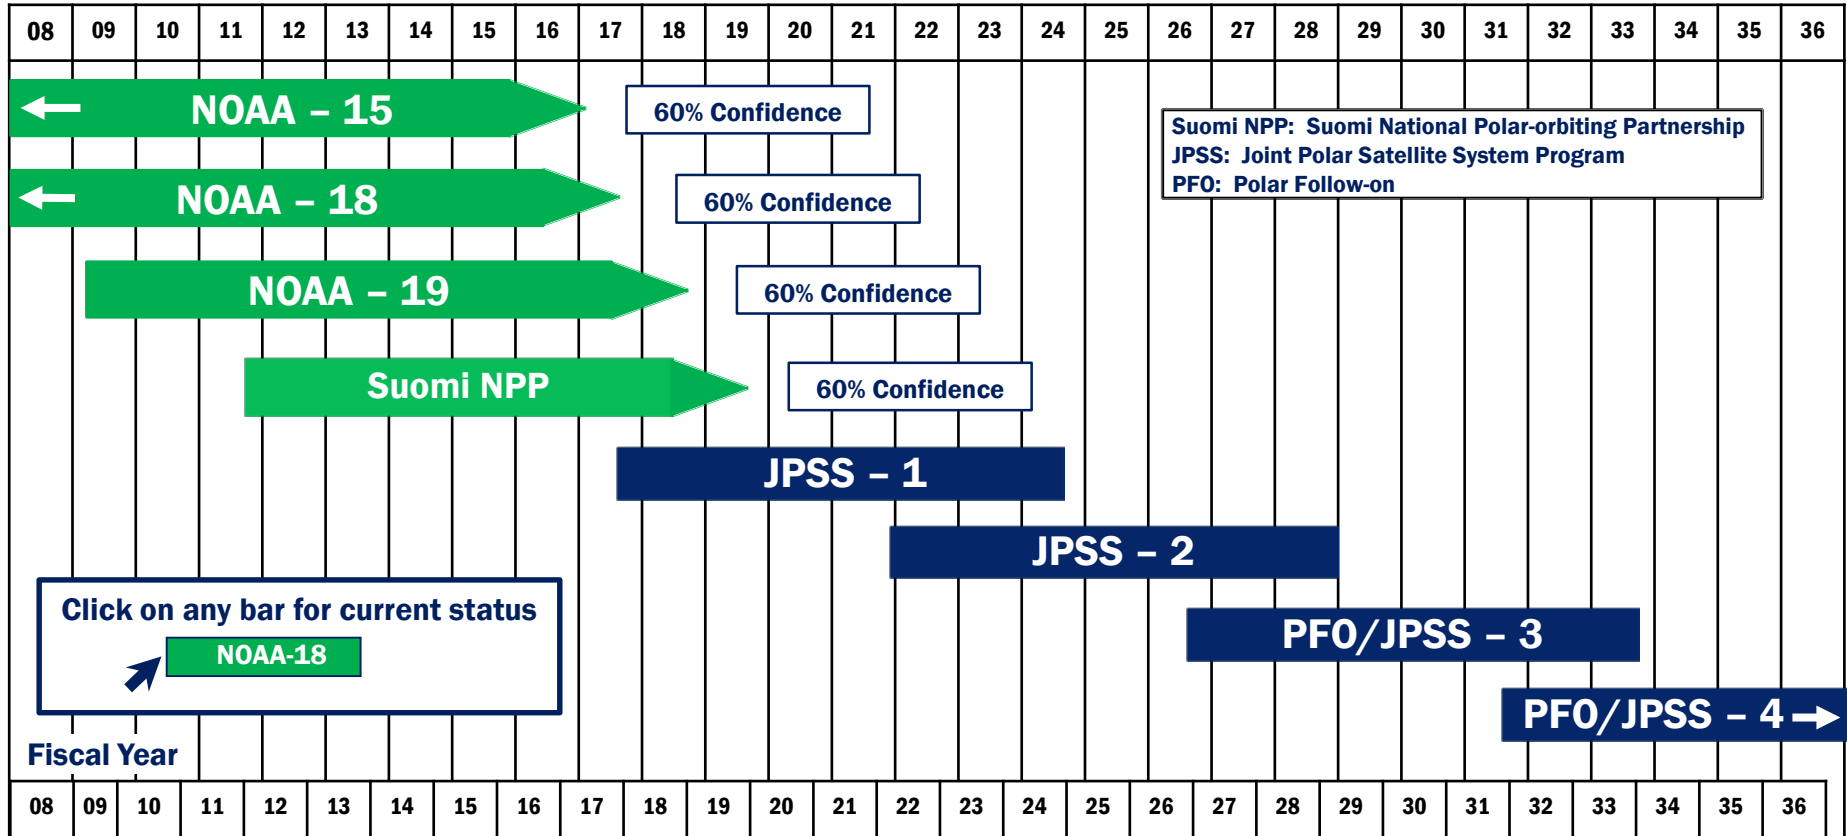 08 09 10 11 12 13 14 15 16 17 18 19 20 21 22 23 24 25 26 27 28 29 30 31 32 33 34 35 36
NOAA – 15
60% Confidence
Suomi NPP: Suomi National Polar-orbiting Partnership
JPSS: Joint Polar Satellite System Program
PFO: Polar Follow-on
NOAA – 18
60% Confidence
NOAA – 19
60% Confidence
Suomi NPP
60% Confidence
JPSS – 1
JPSS – 2
Click on any bar for current status
NOAA-18
PFO/JPSS – 3
PFO/JPSS – 4
Fiscal Year
08 09 10 11 12 13 14 15 16 17 18 19 20 21 22 23 24 25 26 27 28 29 30 31 32 33 34 35 36